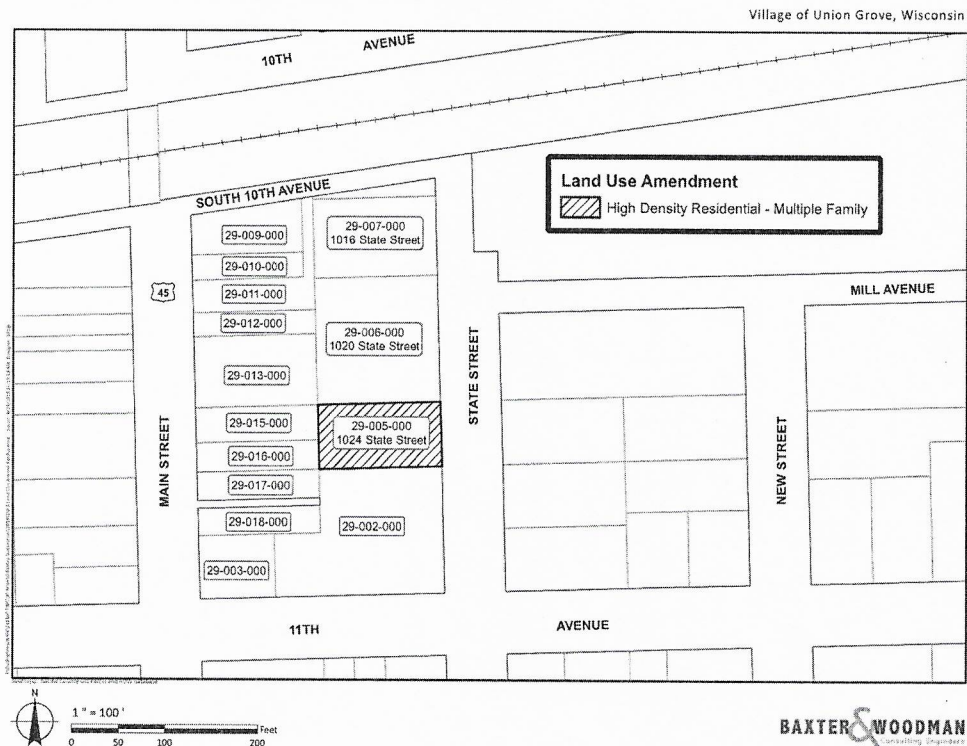 Village of Union Grove, Wisconsin
10TH AVENUE
SOUTH 10TH AVENUE
Land Use Amendment
High Density Residential - Multiple Family
29-009-000
29-007-000
1016 State Street
29-010-000
45
29-011-000
MILL AVENUE
29-012-000
29-006-000
1020 State Street
STATE STREET
29-013-000
29-015-000
29-005-000
1024 State Street
MAIN STREET
29-016-000
NEW STREET
29-017-000
29-018-000
29-002-000
29-003-000
11TH AVENUE
N
1 " = 100 '
Feet
0 50 100 200
BAXTER & WOODMAN
Consulting Engineers